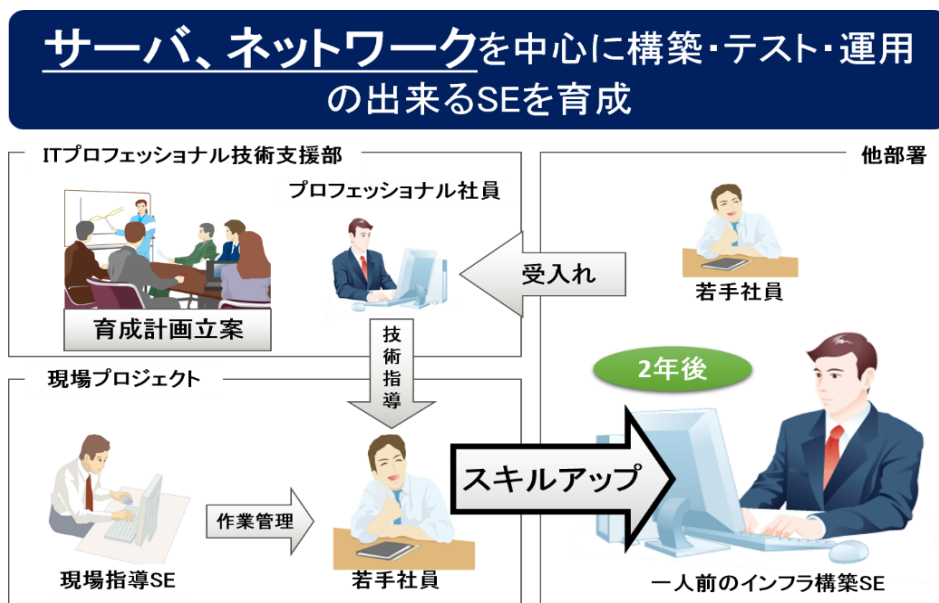 サーバ、ネットワークを中心に構築・テスト・運用
の出来るSEを育成
ITプロフェッショナル技術支援部
プロフェッショナル社員
育成計画立案
他部署
若手社員
受入れ
技術指導
現場プロジェクト
現場指導SE
作業管理
若手社員
スキルアップ
2年後
一人前のインフラ構築SE